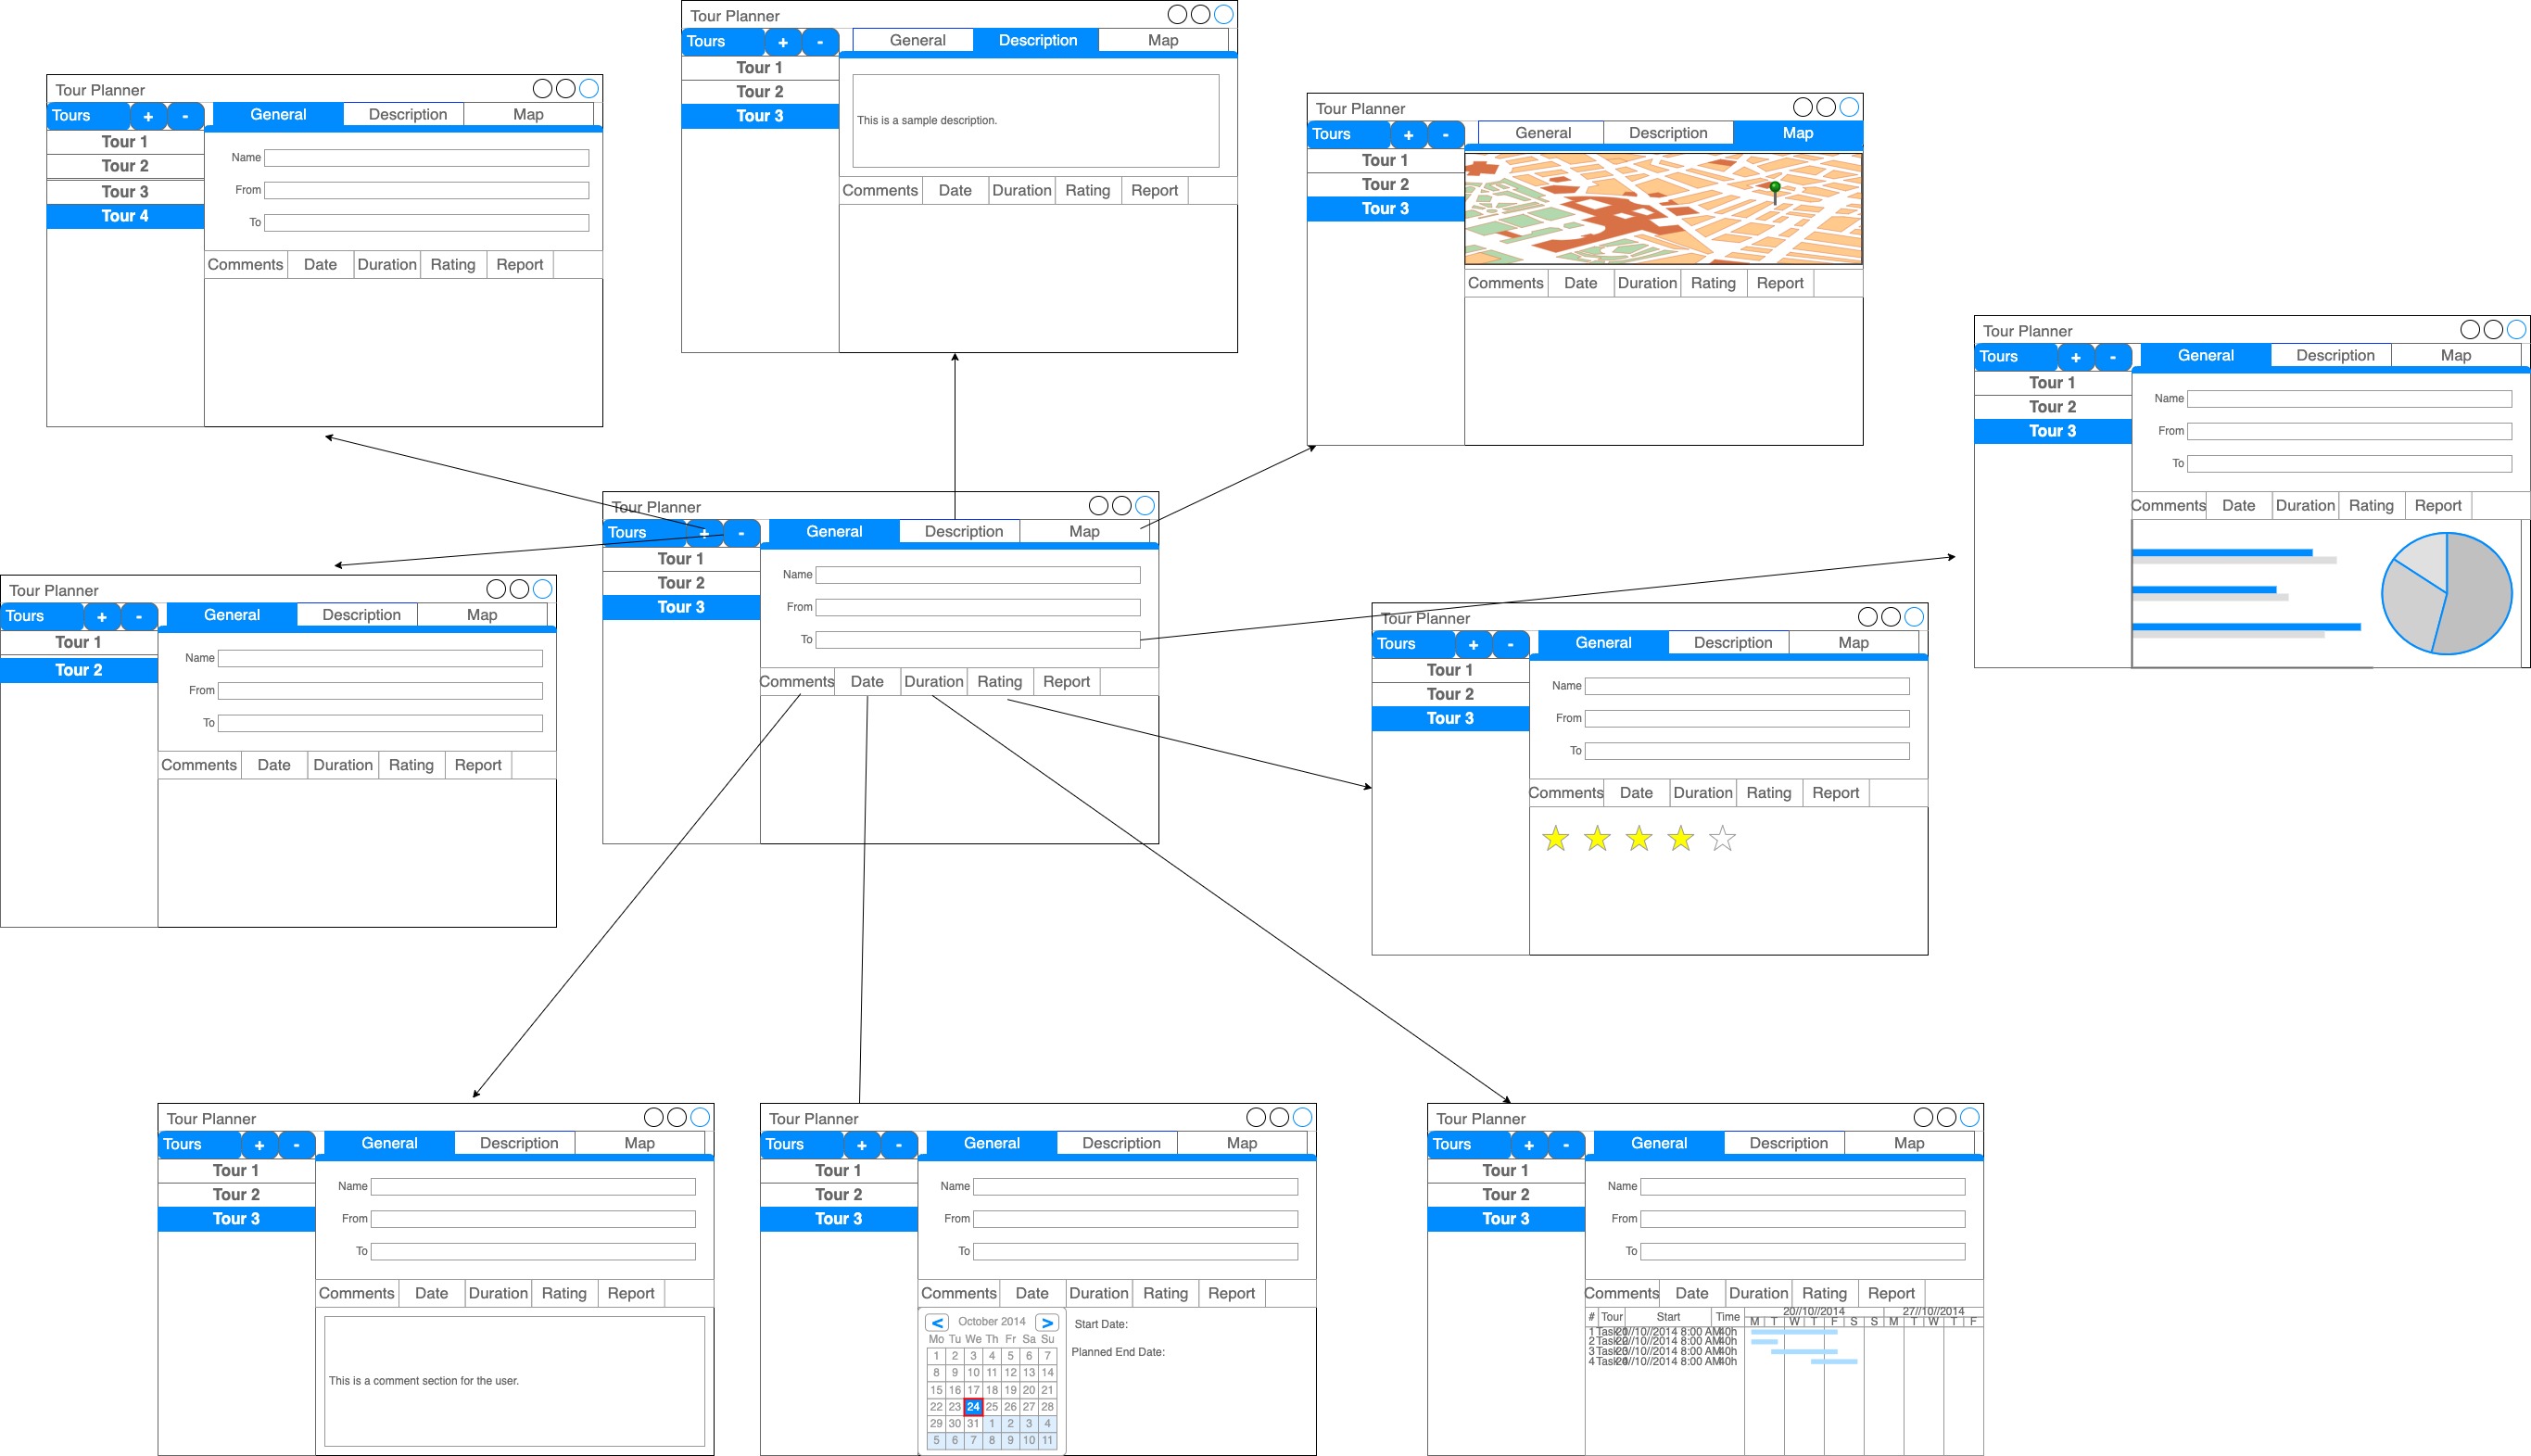 Tour Planner
Tours + -
General Description Map
Tour 1
Tour 2
Tour 3
This is a sample description.
Comments Date Duration Rating Report
Tour Planner
Tours + -
General Description Map
Tour 1
Tour 2
Tour 3
Tour 4
Name
From
To
Comments Date Duration Rating Report
Tour Planner
Tours + -
General Description Map
Tour 1
Tour 2
Tour 3
Comments Date Duration Rating Report
Tour Planner
Tours + -
General Description Map
Tour 1
Tour 2
Tour 3
Name
From
To
Comments Date Duration Rating Report
Tour Planner
Tours + -
General Description Map
Tour 1
Tour 2
Tour 3
Name
From
To
Comments Date Duration Rating Report
Tour Planner
Tours + -
General Description Map
Tour 1
Tour 2
Name
From
To
Comments Date Duration Rating Report
Tour Planner
Tours + -
General Description Map
Tour 1
Tour 2
Tour 3
Name
From
To
Comments Date Duration Rating Report
Tour Planner
Tours + -
General Description Map
Tour 1
Tour 2
Tour 3
Name
From
To
Comments Date Duration Rating Report
This is a comment section for the user.
Tour Planner
Tours + -
General Description Map
Tour 1
Tour 2
Tour 3
Name
From
To
Comments Date Duration Rating Report
< October 2014 >
Mo Tu We Th Fr Sa Su
1 2 3 4 5 6 7
8 9 10 11 12 13 14
15 16 17 18 19 20 21
22 23 24 25 26 27 28
29 30 31 1 2 3 4
5 6 7 8 9 10 11
Start Date:
Planned End Date:
Tour Planner
Tours + -
General Description Map
Tour 1
Tour 2
Tour 3
Name
From
To
Comments Date Duration Rating Report
# Tour Start Time 20//10//2014 27//10//2014
M T W T F S S M T W T F
1 Task //10//2014 8:00 AM 40h
2 Task //10//2014 8:00 AM 40h
3 Task //10//2014 8:00 AM 40h
4 Task //10//2014 8:00 AM 40h